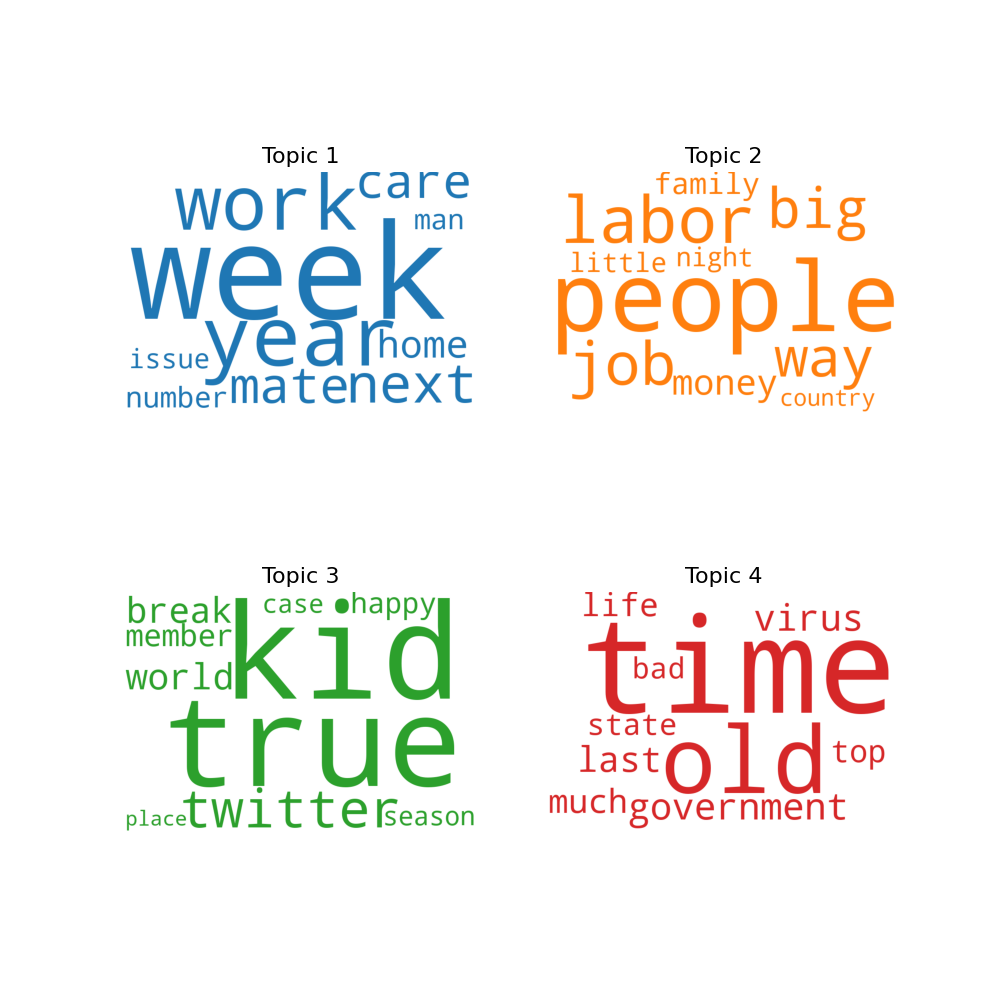 Topic 1
work
care
man
week
year
home
issue
mate
next
number
Topic 2
family
labor
big
little
night
people
job
way
money
country
Topic 3
break
case
happy
member
kid
world
true
twitter
place
season
Topic 4
life
virus
time
bad
state
old
last
top
much
government